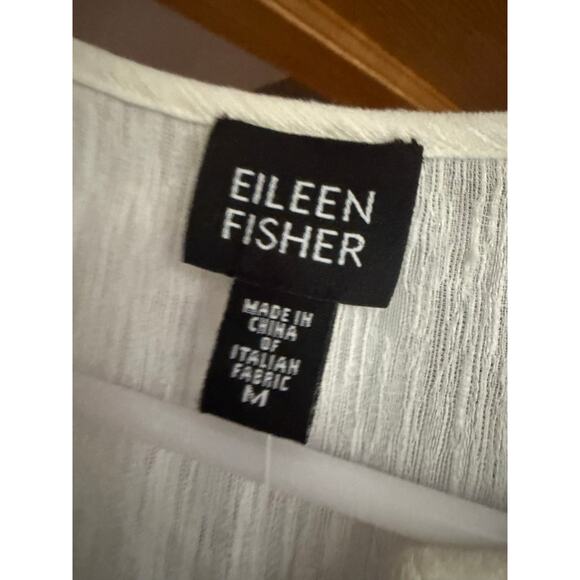 EILEEN
FISHER
MADE IN
CHINA
OF
ITALIAN
FABRIC
M